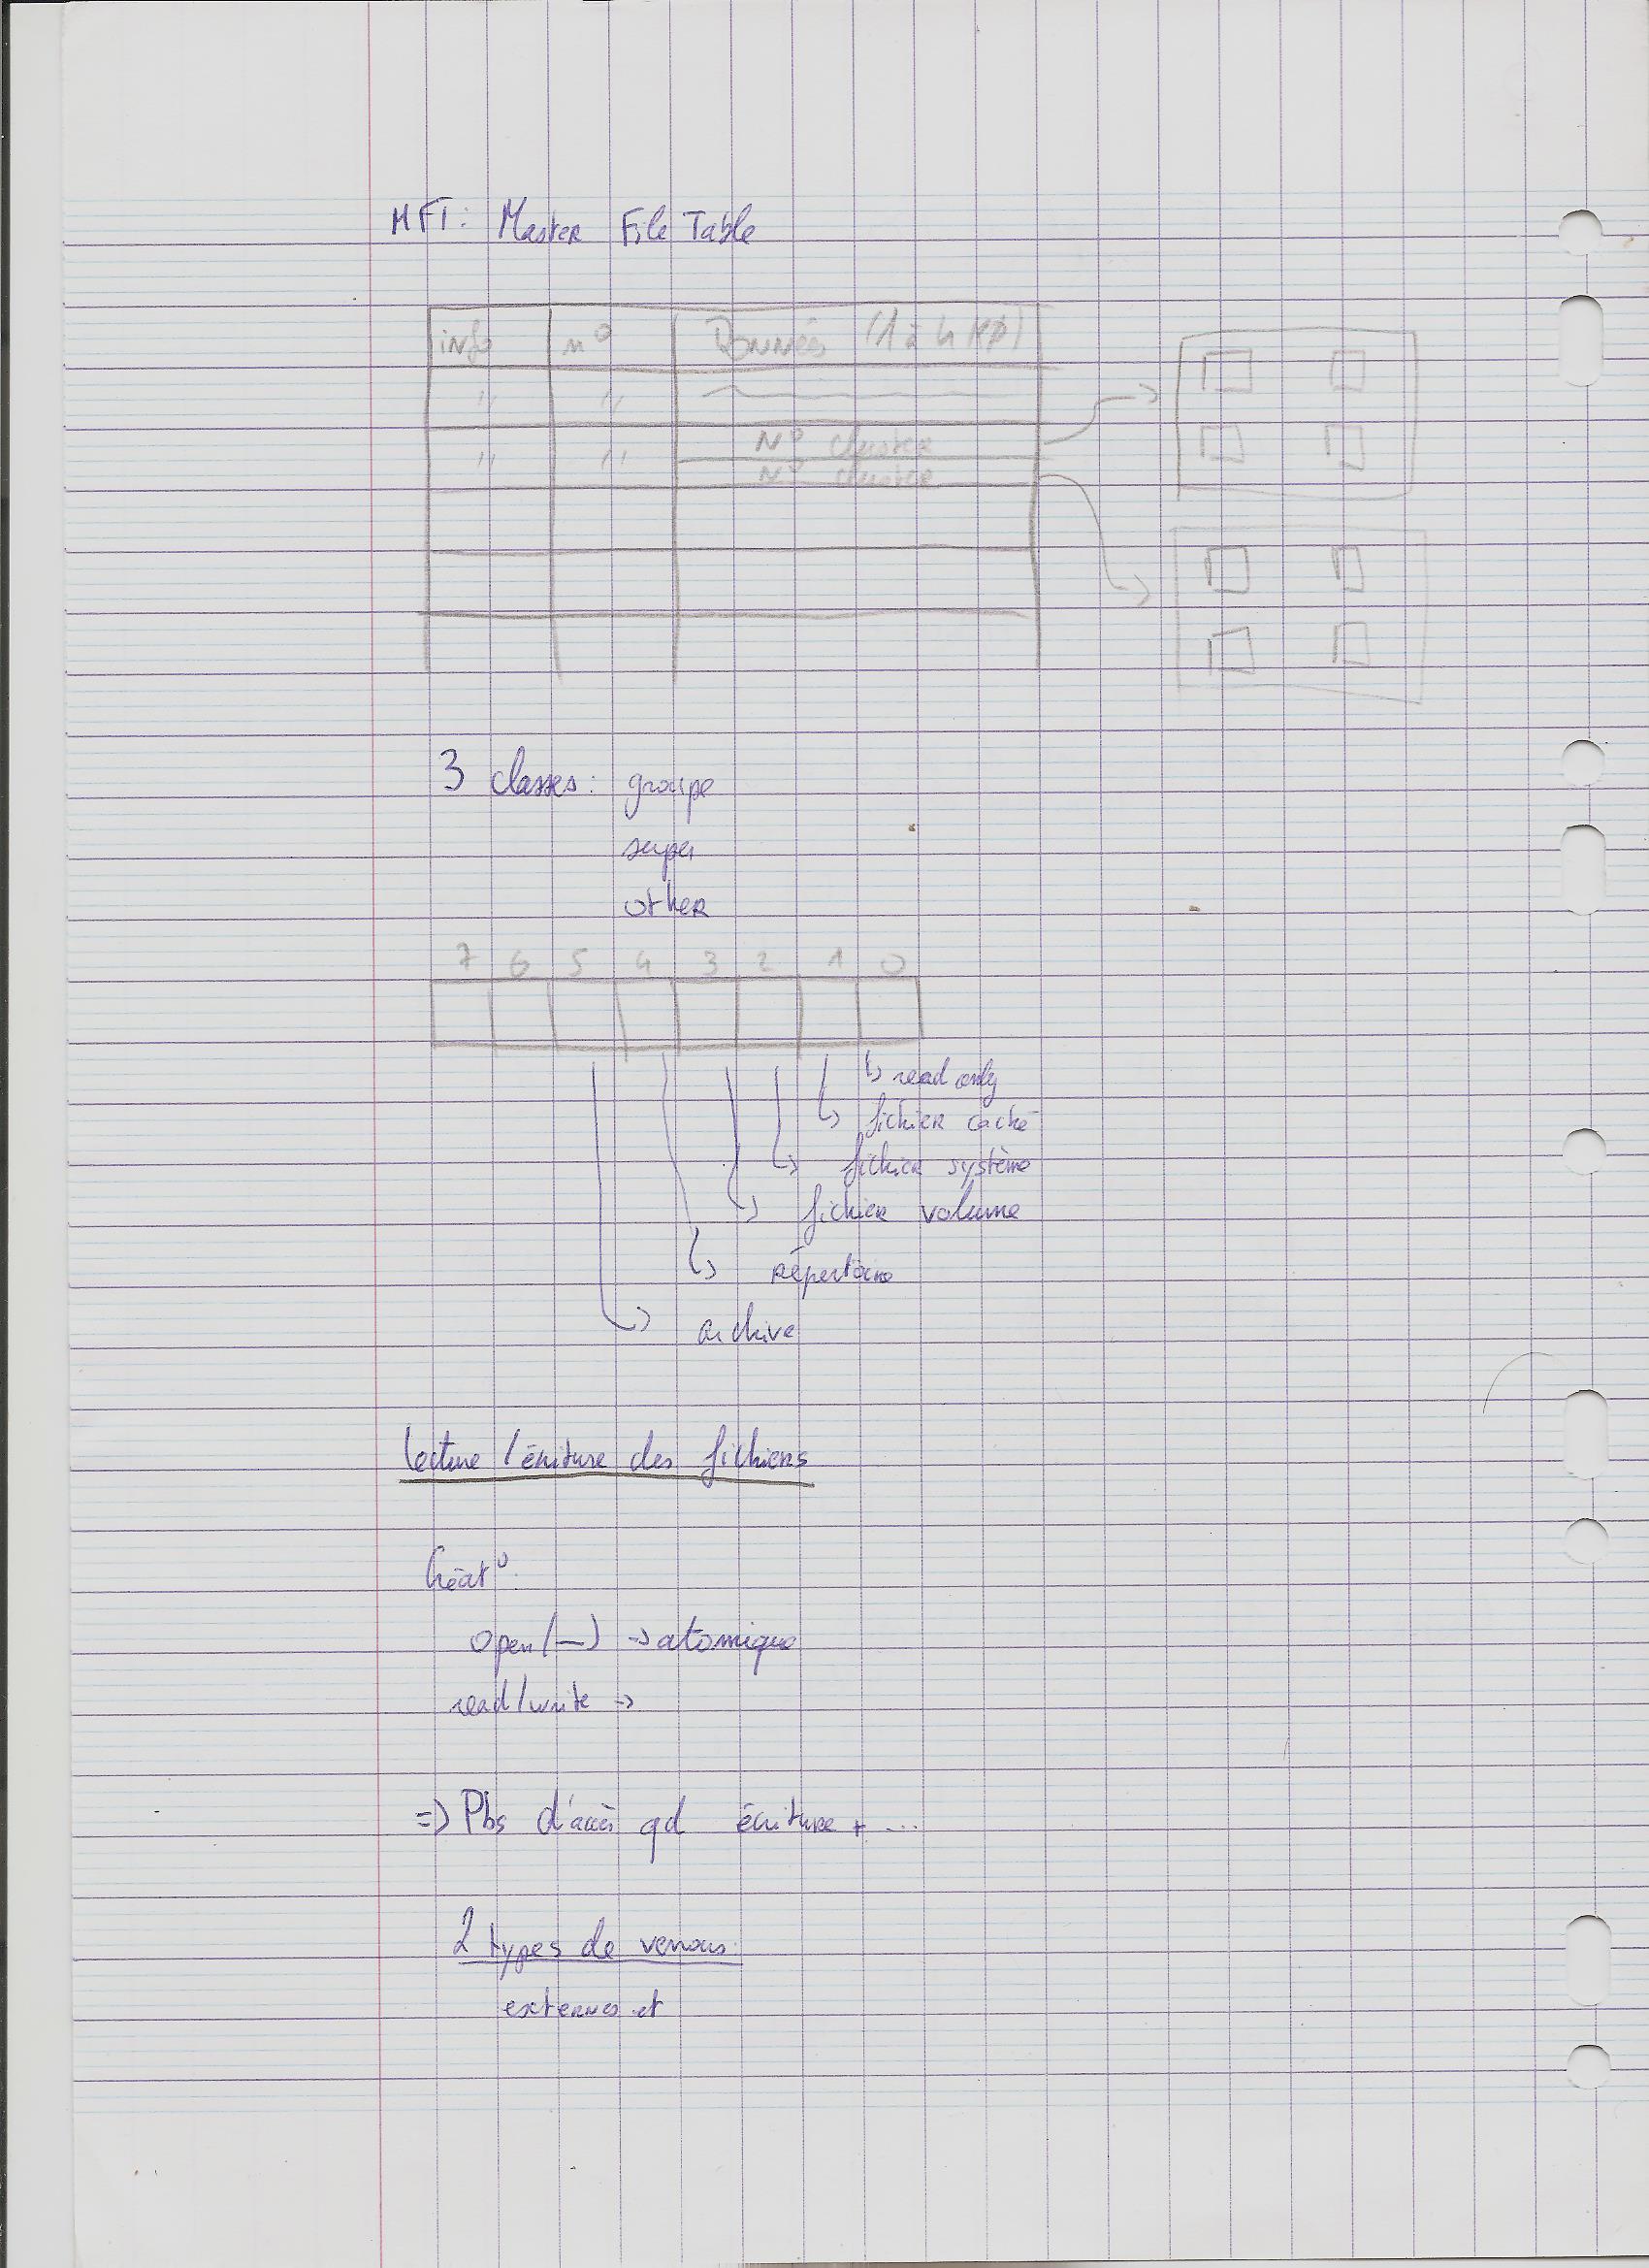 MFT: Master File Table
info n° Données (1 à 4 Kø)
" "
N° cluster
" " N° cluster
3 classes: groupe
super
other
7 6 5 4 3 2 1 0
read only
fichier caché
fichier système
fichier volume
répertoire
archive
Lecture / écriture des fichiers
Créat°:
open(—) → atomique
read/write →
=> Pbs d'accès qd écriture + ...
2 types de verrous:
externes et